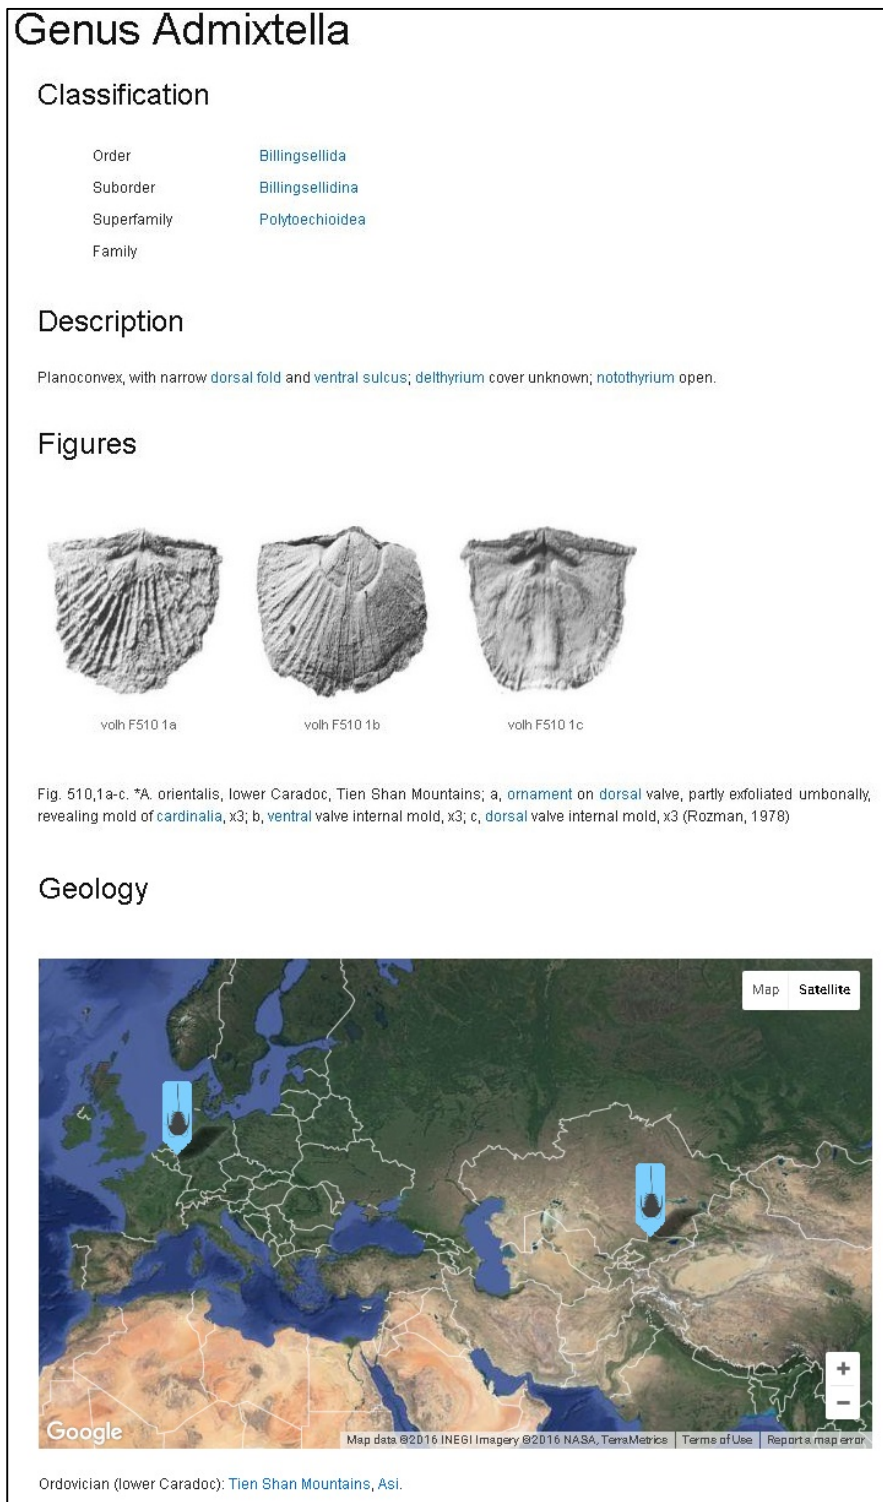 Genus Admixtella
Classification
Order Billingsellida
Suborder Billingsellidina
Superfamily Polytoechioidea
Family
Description
Planoconvex, with narrow dorsal fold and ventral sulcus; delthyrium cover unknown; notothyrium open.
Figures
volh F510 1a volh F510 1b volh F510 1c
Fig. 510,1a-c. *A. orientalis, lower Caradoc, Tien Shan Mountains; a, ornament on dorsal valve, partly exfoliated umbonally,
revealing mold of cardinalia, x3; b, ventral valve internal mold, x3; c, dorsal valve internal mold, x3 (Rozman, 1978)
Geology
Map Satellite
+
−
Google
Map data ©2016 INEGI Imagery ©2016 NASA, TerraMetrics Terms of Use Report a map error
Ordovician (lower Caradoc): Tien Shan Mountains, Asi.